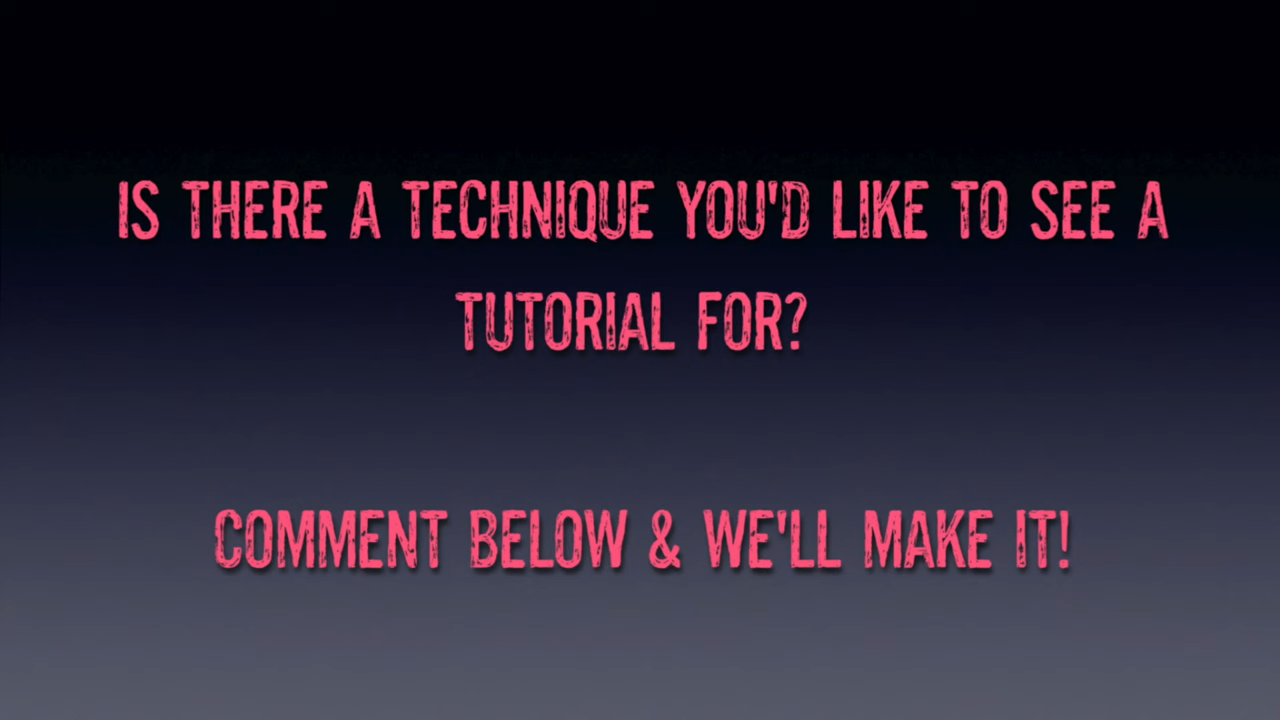 IS THERE A TECHNIQUE YOU'D LIKE TO SEE A
TUTORIAL FOR?
COMMENT BELOW & WE'LL MAKE IT!